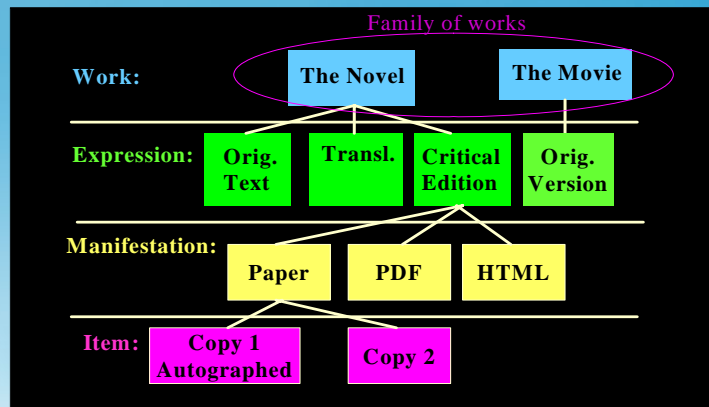 Family of works
Work:
The Novel
The Movie
Expression:
Orig.
Text
Transl.
Critical
Edition
Orig.
Version
Manifestation:
Paper
PDF
HTML
Item:
Copy 1
Autographed
Copy 2